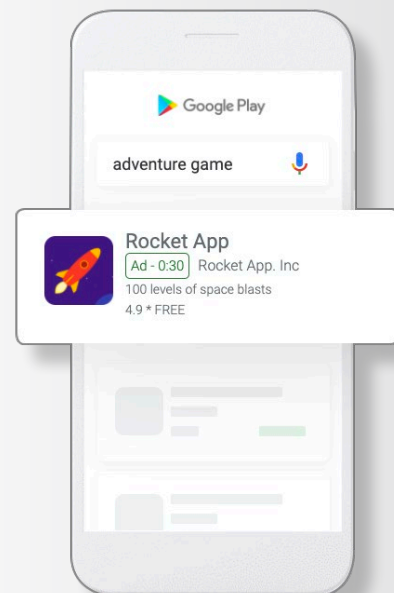 Google Play
adventure game
Rocket App
Ad - 0:30 Rocket App. Inc
100 levels of space blasts
4.9 * FREE